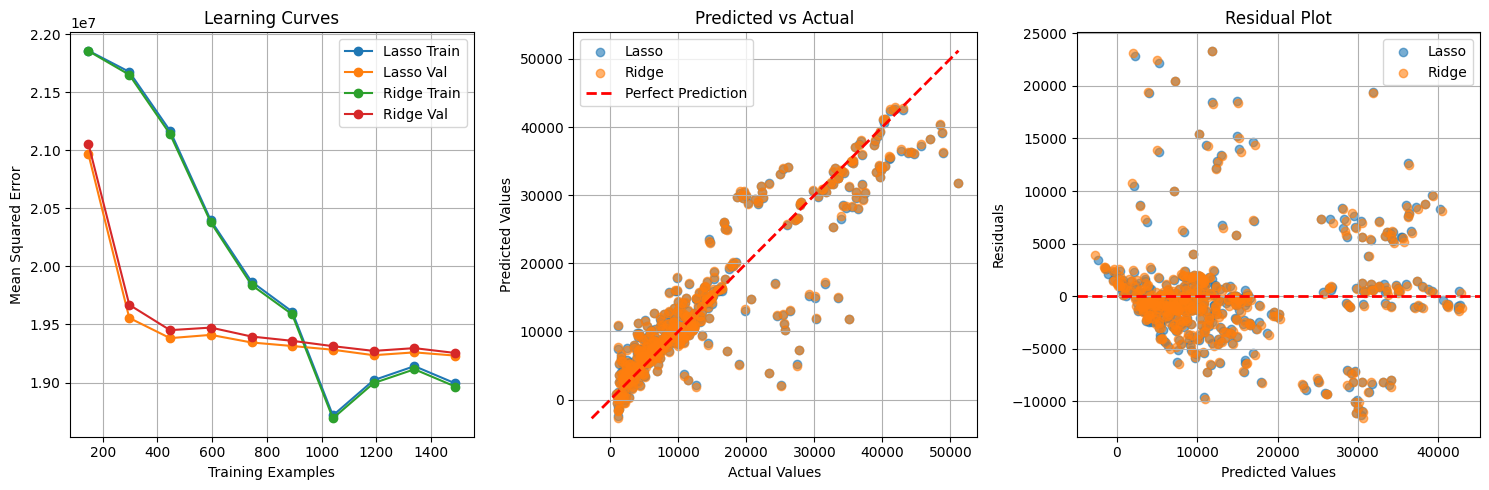 Learning Curves
1e7
2.20
2.15
2.10
2.05
2.00
1.95
1.90
Mean Squared Error
200
400
600
800
1000
1200
1400
Training Examples
Lasso Train
Lasso Val
Ridge Train
Ridge Val
Predicted vs Actual
50000
40000
30000
20000
10000
0
Predicted Values
0
10000
20000
30000
40000
50000
Actual Values
Lasso
Ridge
Perfect Prediction
Residual Plot
25000
20000
15000
10000
5000
0
−5000
−10000
Residuals
0
10000
20000
30000
40000
Predicted Values
Lasso
Ridge